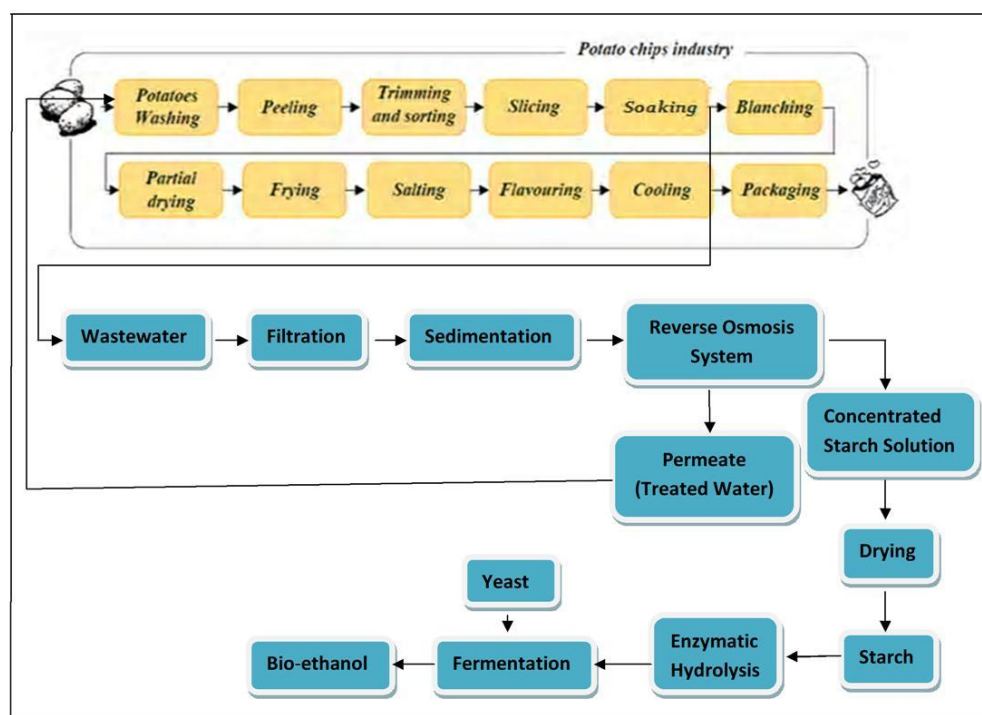 Potato chips industry
Potatoes
Washing
Peeling
Trimming
and sorting
Slicing
Soaking
Blanching
Partial
drying
Frying
Salting
Flavouring
Cooling
Packaging
Wastewater
Filtration
Sedimentation
Reverse Osmosis
System
Concentrated
Starch Solution
Permeate
(Treated Water)
Drying
Yeast
Bio-ethanol
Fermentation
Enzymatic
Hydrolysis
Starch